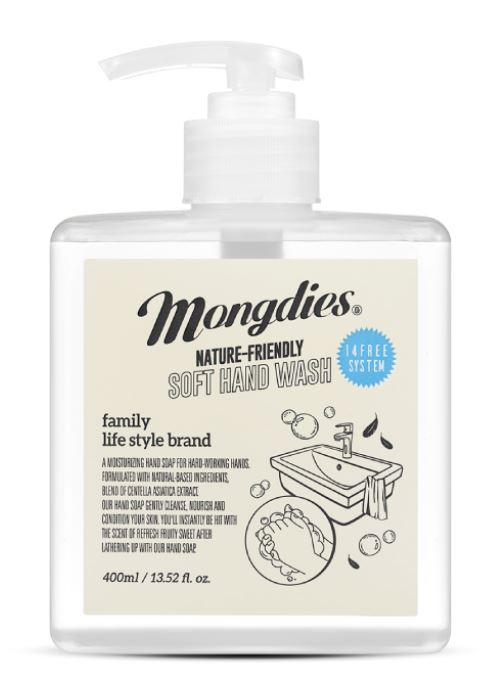 Mongdies®
NATURE-FRIENDLY
SOFT HAND WASH
14 FREE
SYSTEM
family
life style brand
A MOISTURIZING HAND SOAP FOR HARD-WORKING HANDS.
FORMULATED WITH NATURAL-BASED INGREDIENTS,
BLEND OF CENTELLA ASIATICA EXTRACT.
OUR HAND SOAP GENTLY CLEANSE, NOURISH AND
CONDITION YOUR SKIN. YOU'LL INSTANTLY BE HIT WITH
THE SCENT OF REFRESH FRUITY SWEET AFTER
LATHERING UP WITH OUR HAND SOAP.
400ml / 13.52 fl. oz.